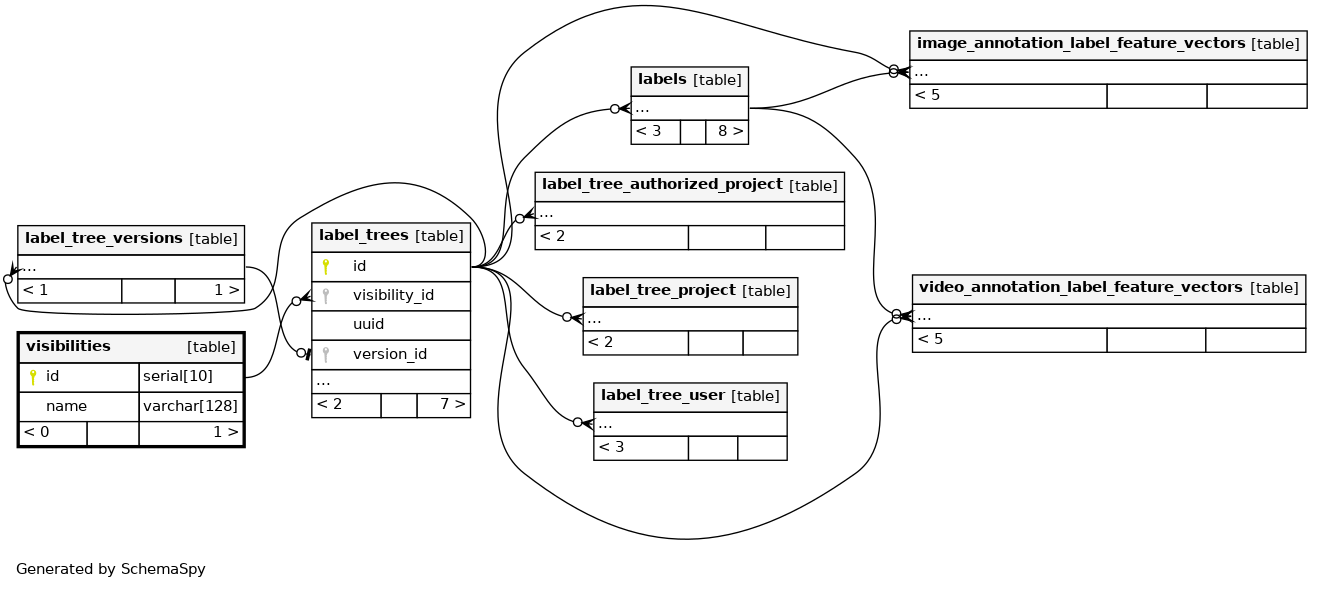 image_annotation_label_feature_vectors [table]
...
< 5
labels [table]
...
< 3 8 >
label_tree_authorized_project [table]
...
< 2
label_tree_versions [table]
...
< 1 1 >
label_trees [table]
id
visibility_id
uuid
version_id
...
< 2 7 >
label_tree_project [table]
...
< 2
video_annotation_label_feature_vectors [table]
...
< 5
visibilities [table]
id serial[10]
name varchar[128]
< 0 1 >
label_tree_user [table]
...
< 3
Generated by SchemaSpy